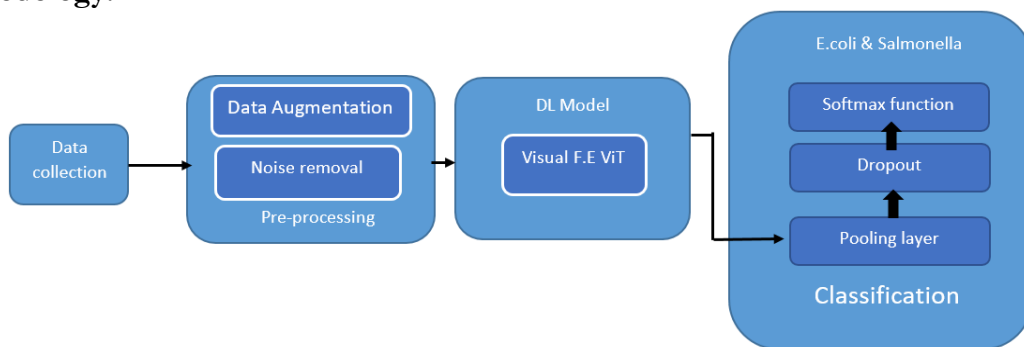 Data
collection
Data Augmentation
Noise removal
Pre-processing
DL Model
Visual F.E ViT
E.coli & Salmonella
Softmax function
Dropout
Pooling layer
Classification